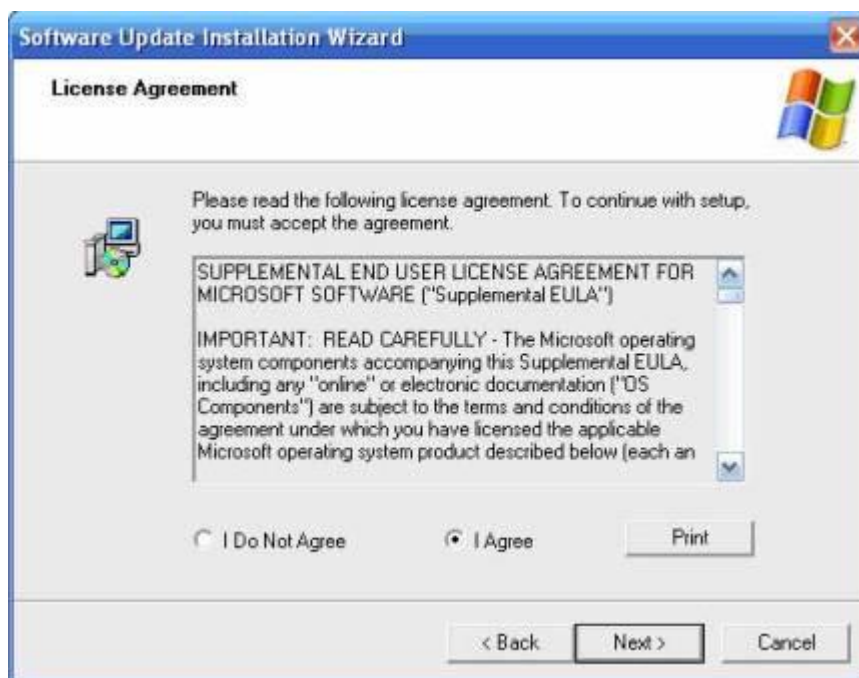 Software Update Installation Wizard
License Agreement
Please read the following license agreement. To continue with setup,
you must accept the agreement.
SUPPLEMENTAL END USER LICENSE AGREEMENT FOR
MICROSOFT SOFTWARE ("Supplemental EULA")
IMPORTANT: READ CAREFULLY - The Microsoft operating
system components accompanying this Supplemental EULA,
including any "online" or electronic documentation ("OS
Components") are subject to the terms and conditions of the
agreement under which you have licensed the applicable
Microsoft operating system product described below (each an
I Do Not Agree
I Agree
Print
< Back
Next >
Cancel